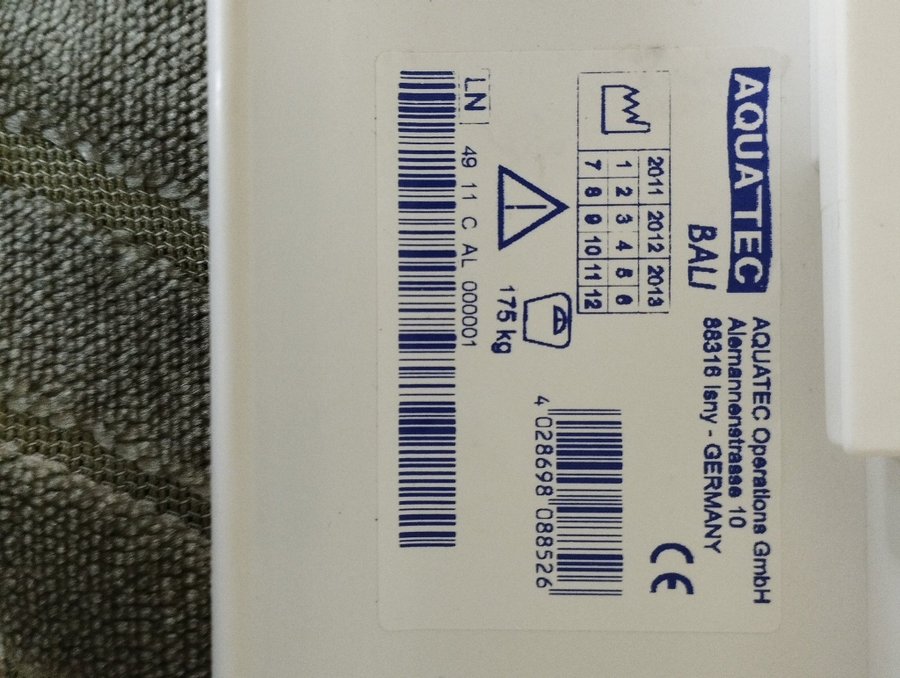 AQUATEC
BALI
AQUATEC Operations GmbH
Alemannenstrasse 10
88316 Isny - GERMANY
2011 2012 2013
1 2 3 4 5 6
7 8 9 10 11 12
175 kg
4 028698 088526
CE
LN 49 11 C AL 000001